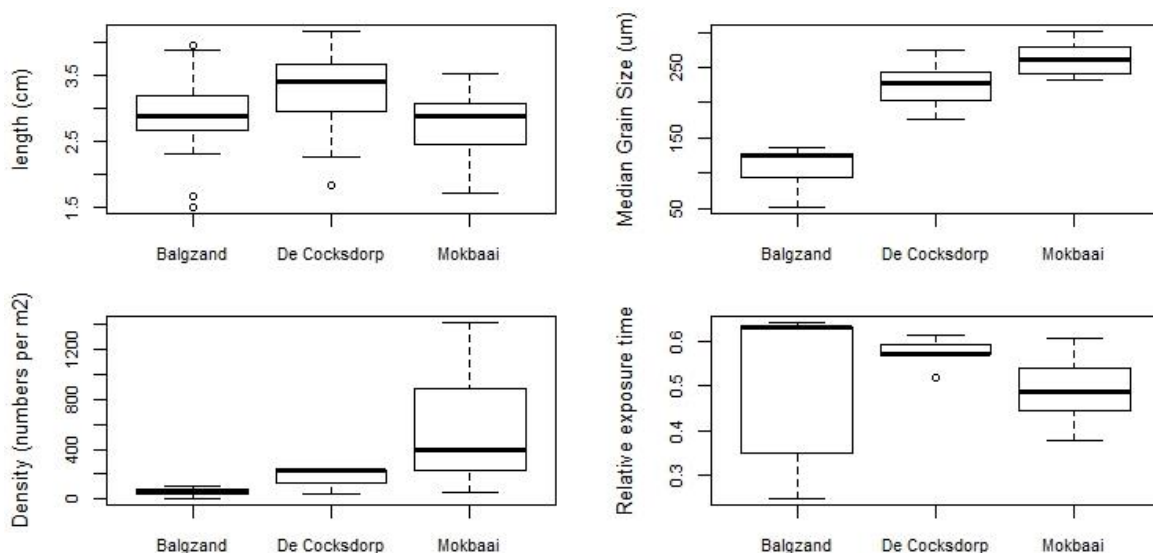 length (cm)
3.5
2.5
1.5
Balgzand De Cocksdorp Mokbaai
Median Grain Size (um)
250
150
50
Balgzand De Cocksdorp Mokbaai
Density (numbers per m2)
1200
800
400
0
Balgzand De Cocksdorp Mokbaai
Relative exposure time
0.6
0.5
0.4
0.3
Balgzand De Cocksdorp Mokbaai